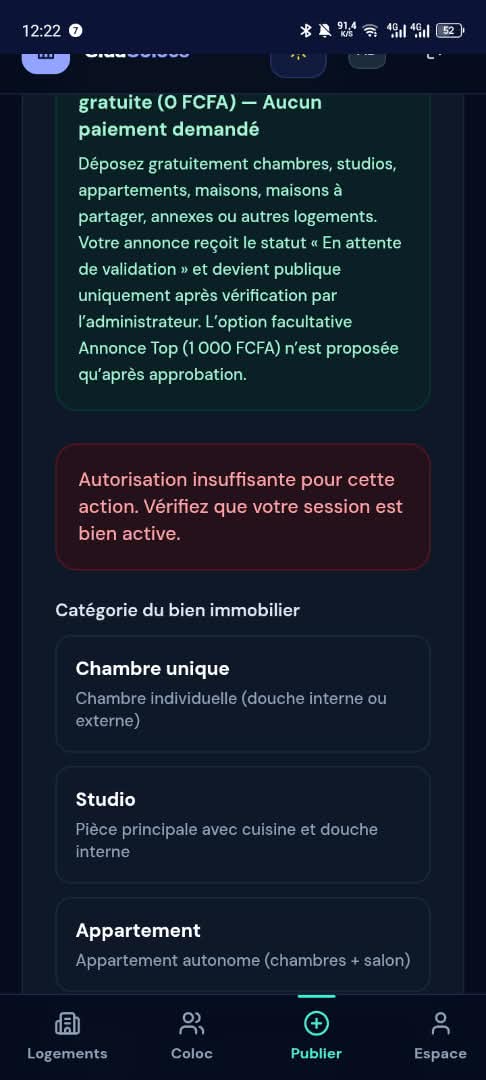 12:22 7 91,4 K/S 4G 4G 52
gratuite (0 FCFA) — Aucun
paiement demandé
Déposez gratuitement chambres, studios,
appartements, maisons, maisons à
partager, annexes ou autres logements.
Votre annonce reçoit le statut « En attente
de validation » et devient publique
uniquement après vérification par
l’administrateur. L’option facultative
Annonce Top (1 000 FCFA) n’est proposée
qu’après approbation.
Autorisation insuffisante pour cette
action. Vérifiez que votre session est
bien active.
Catégorie du bien immobilier
Chambre unique
Chambre individuelle (douche interne ou
externe)
Studio
Pièce principale avec cuisine et douche
interne
Appartement
Appartement autonome (chambres + salon)
Logements Coloc Publier Espace